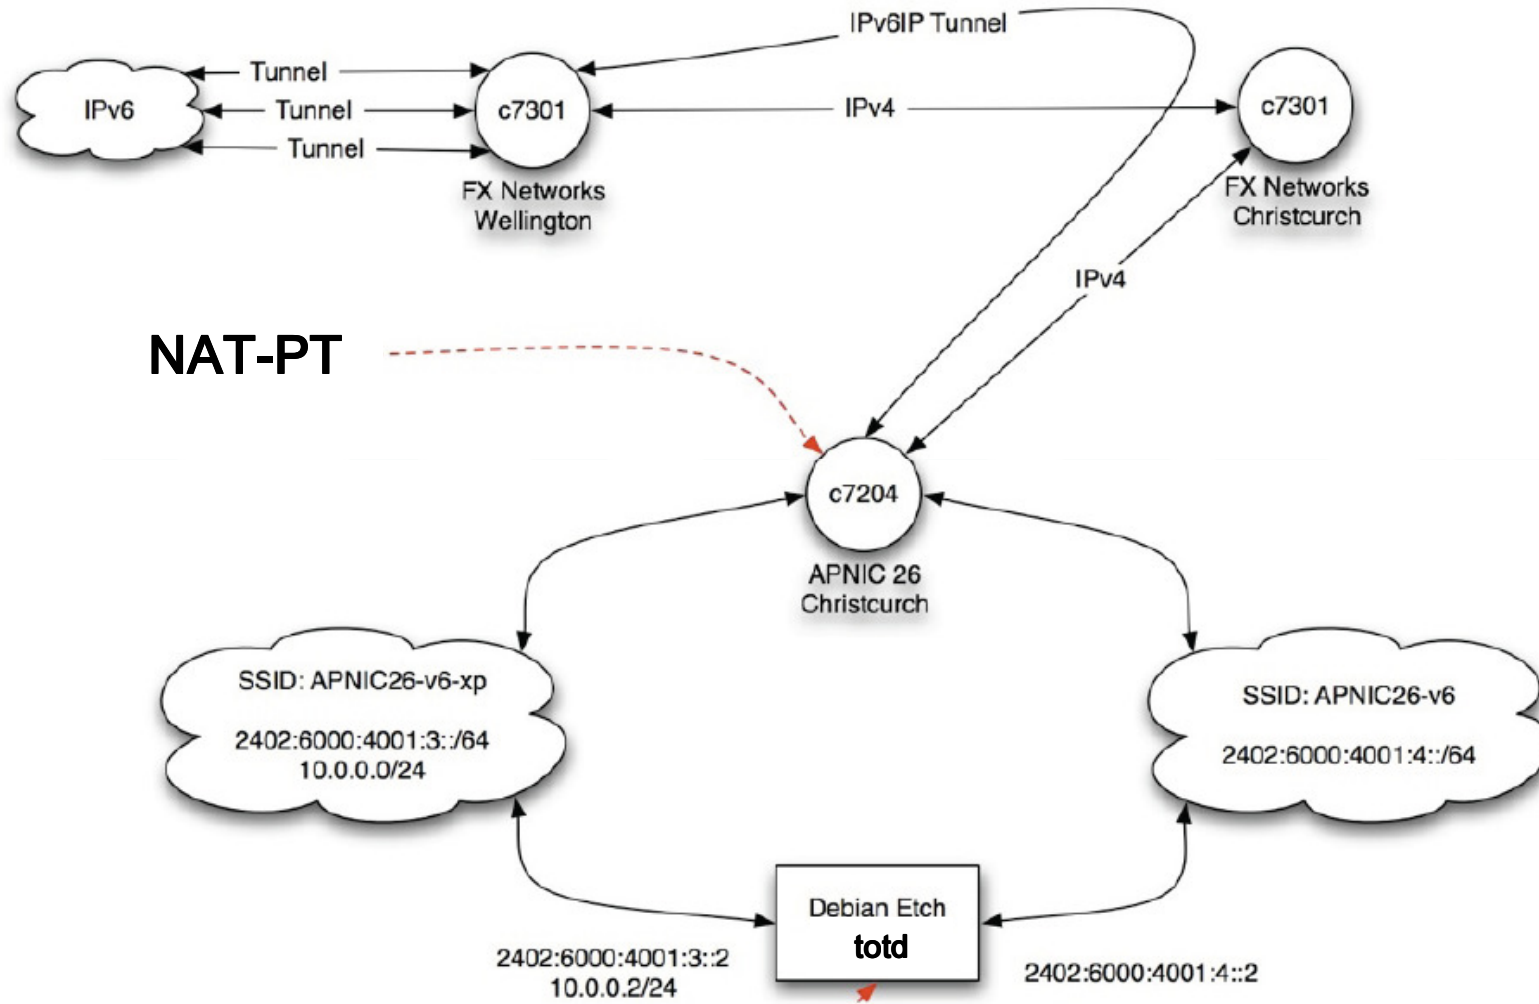 IPv6IP Tunnel
Tunnel
IPv6
Tunnel
c7301
IPv4
c7301
Tunnel
FX Networks
Wellington
FX Networks
Christcurch
IPv4
NAT-PT
c7204
APNIC 26
Christcurch
SSID: APNIC26-v6-xp
2402:6000:4001:3::/64
10.0.0.0/24
SSID: APNIC26-v6
2402:6000:4001:4::/64
Debian Etch
totd
2402:6000:4001:3::2
10.0.0.2/24
2402:6000:4001:4::2